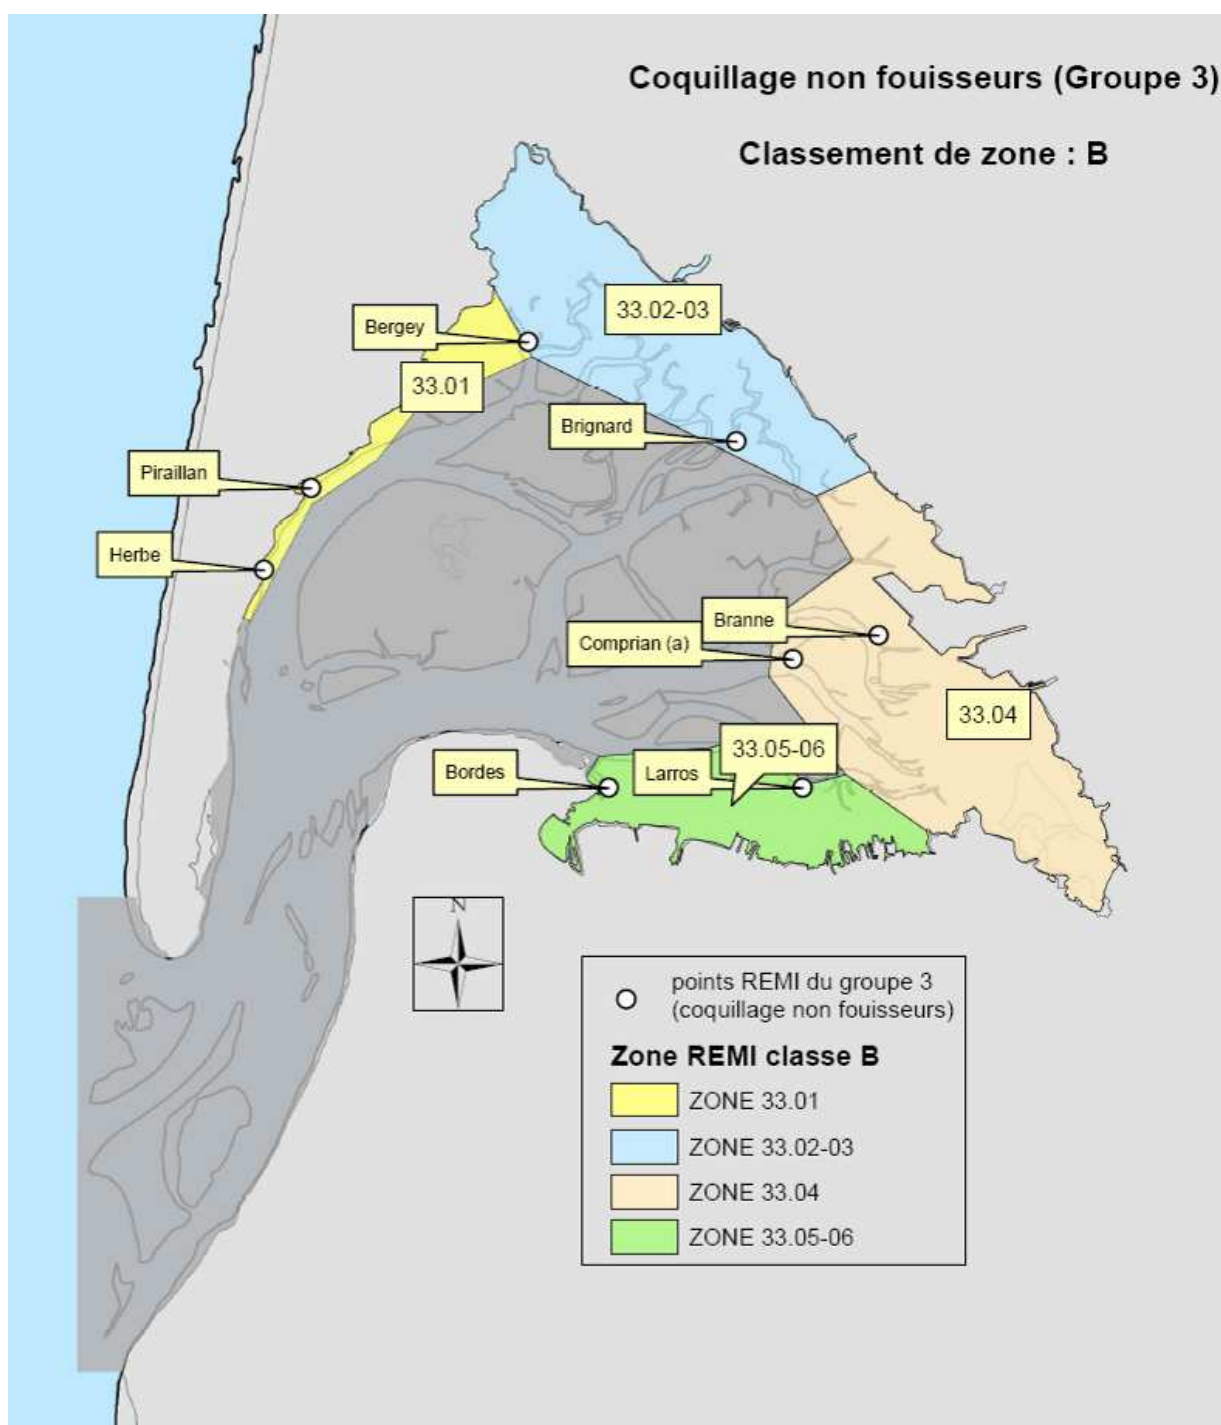 Coquillage non fouisseurs (Groupe 3)
Classement de zone : B
33.02-03
Bergey
33.01
Brignard
Piraillan
Herbe
Branne
Comprian (a)
33.04
33.05-06
Bordes
Larros
N
points REMI du groupe 3
(coquillage non fouisseurs)
Zone REMI classe B
ZONE 33.01
ZONE 33.02-03
ZONE 33.04
ZONE 33.05-06